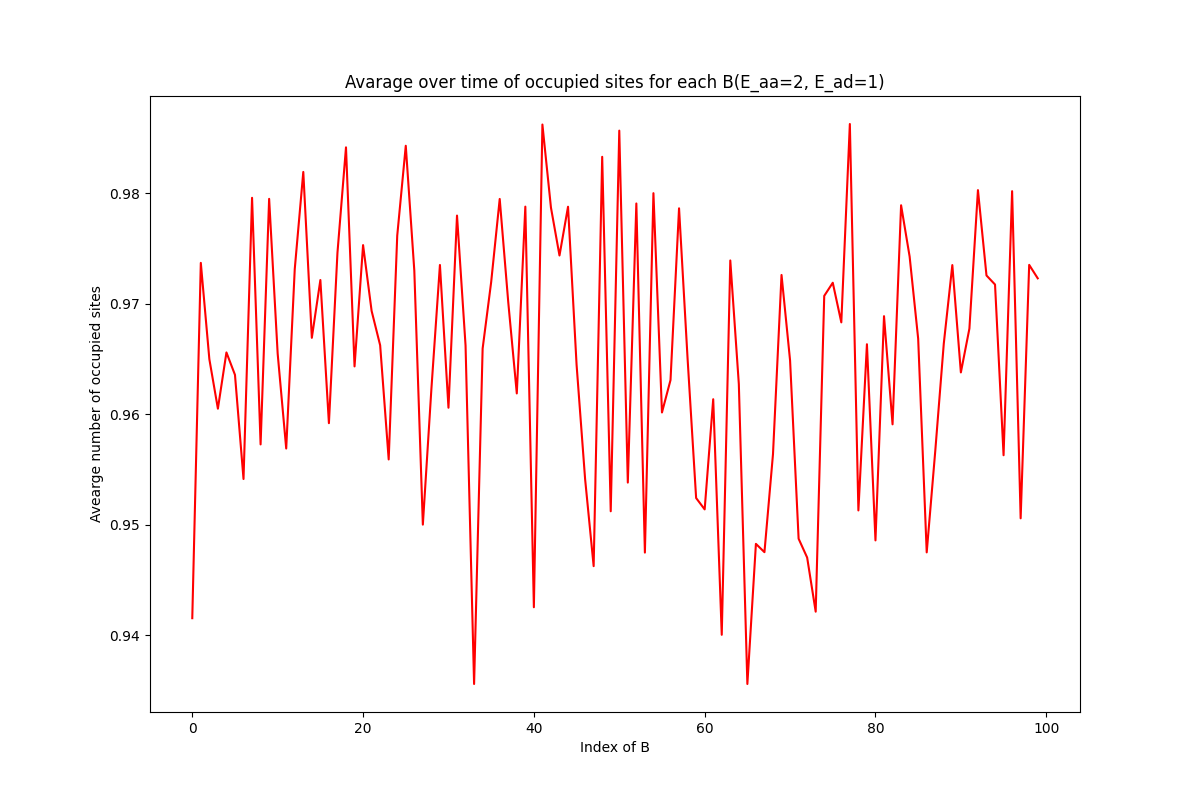 Avarage over time of occupied sites for each B(E_aa=2, E_ad=1)
Avearge number of occupied sites
0.98
0.97
0.96
0.95
0.94
0 20 40 60 80 100
Index of B